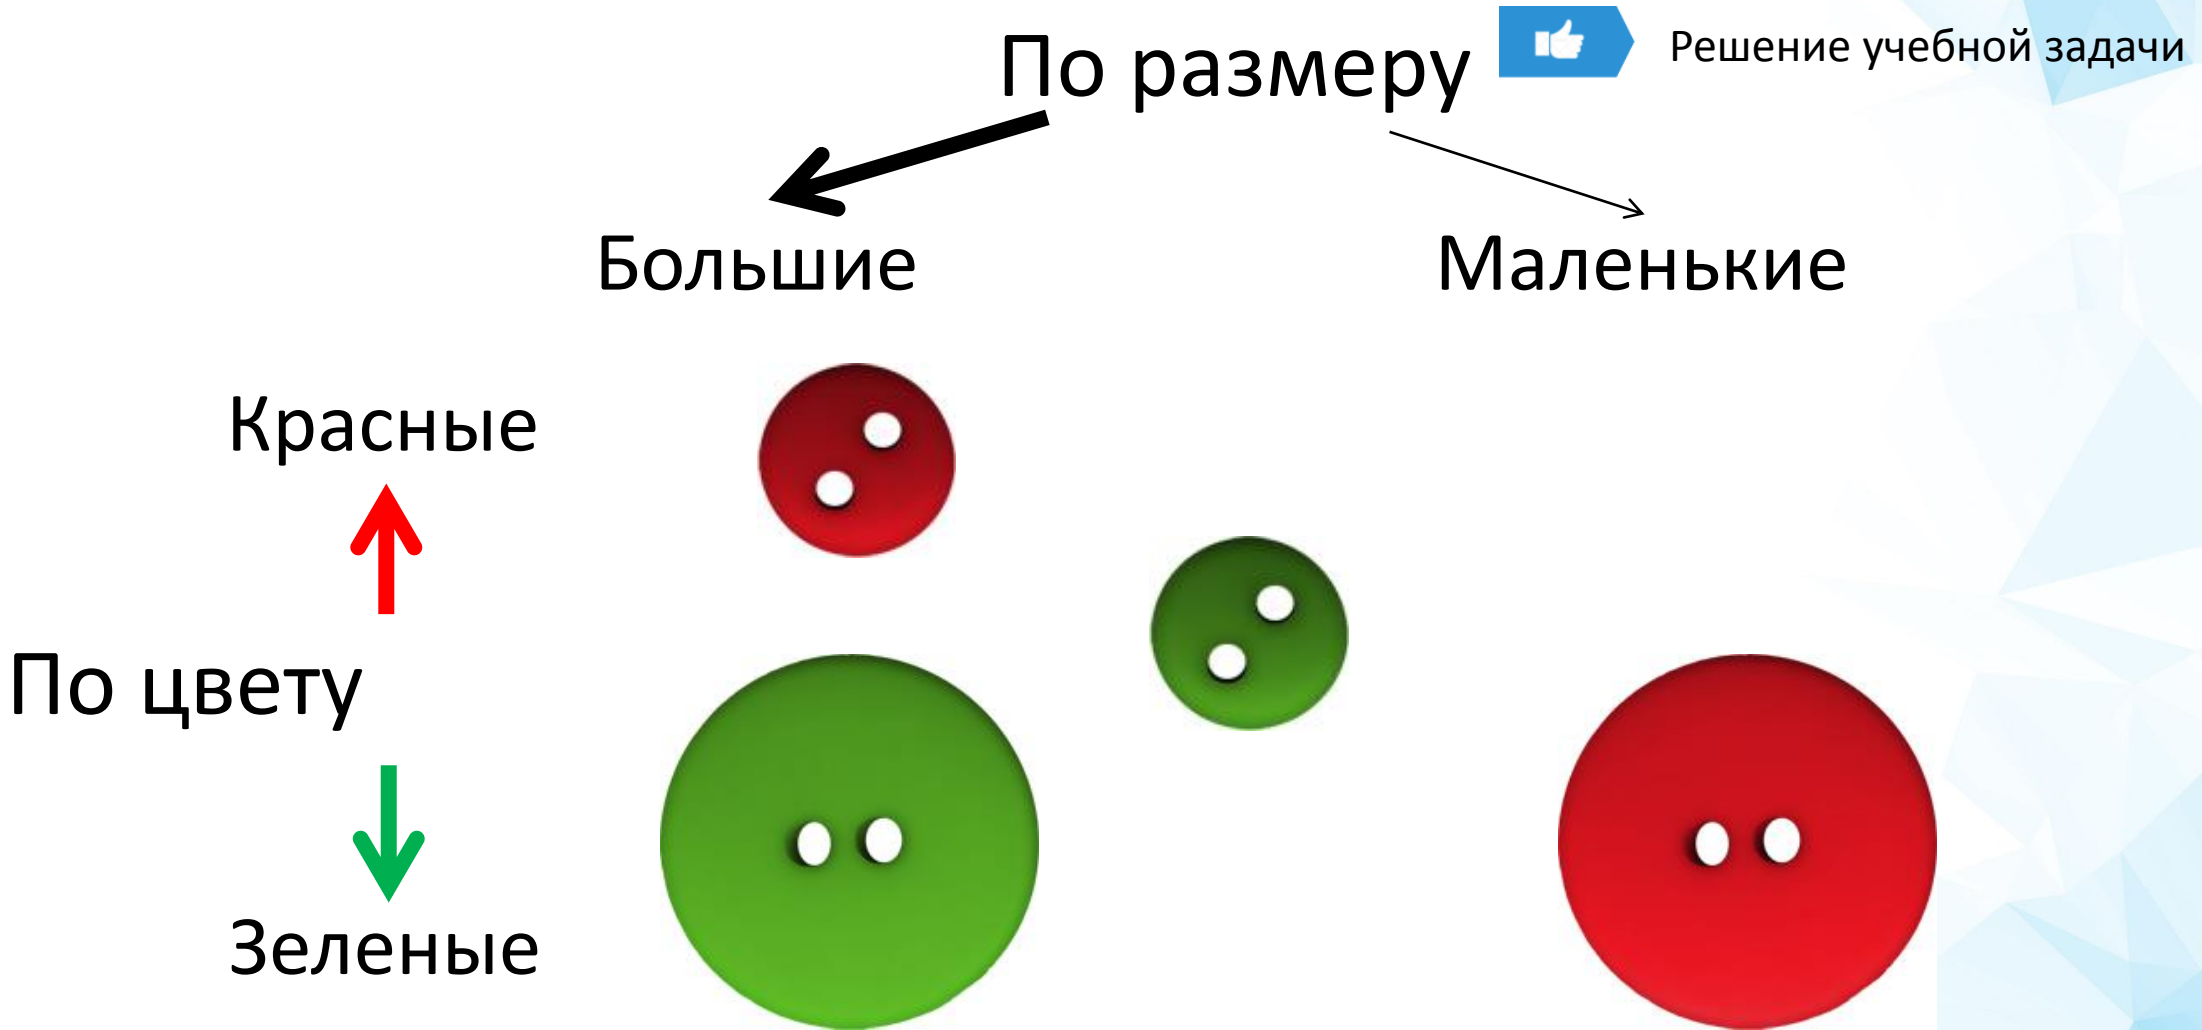 По размеру
Решение учебной задачи
Большие
Маленькие
Красные
По цвету
Зеленые